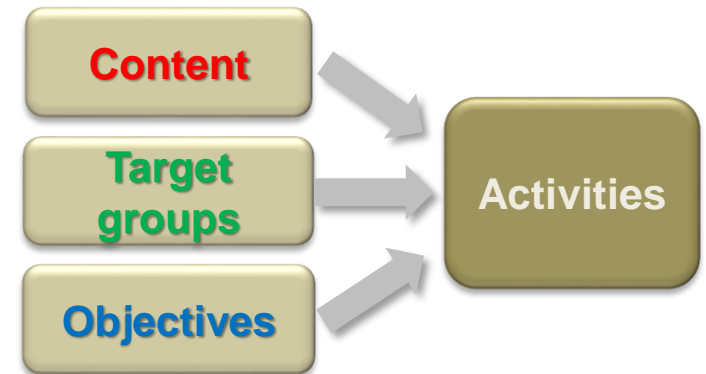 Content
Target
groups
Activities
Objectives